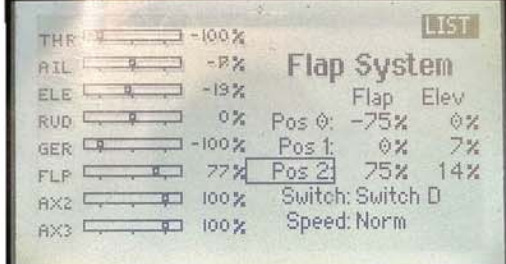 LIST
THR -100%
AIL
ELE -19%
RUD 0%
GER -100%
FLP 77%
AX2 100%
AX3 100%
Flap System
Flap Elev
Pos 0: -75% 0%
Pos 1: 0% 7%
Pos 2: 75% 14%
Switch: Switch D
Speed: Norm